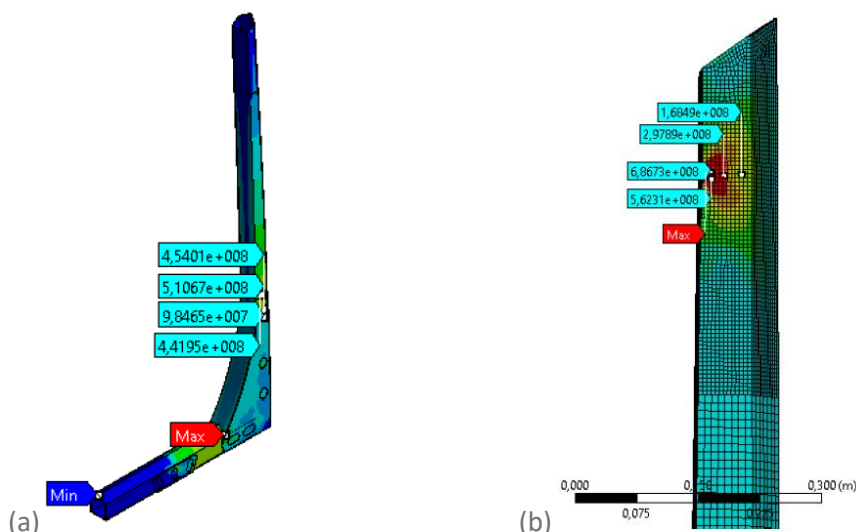 4,5401e+008
5,1067e+008
9,8465e+007
4,4195e+008
Max
Min
(a)
1,6849e+008
2,9789e+008
6,8673e+008
5,6231e+008
Max
0,000
0,300 (m)
0,075
(b)